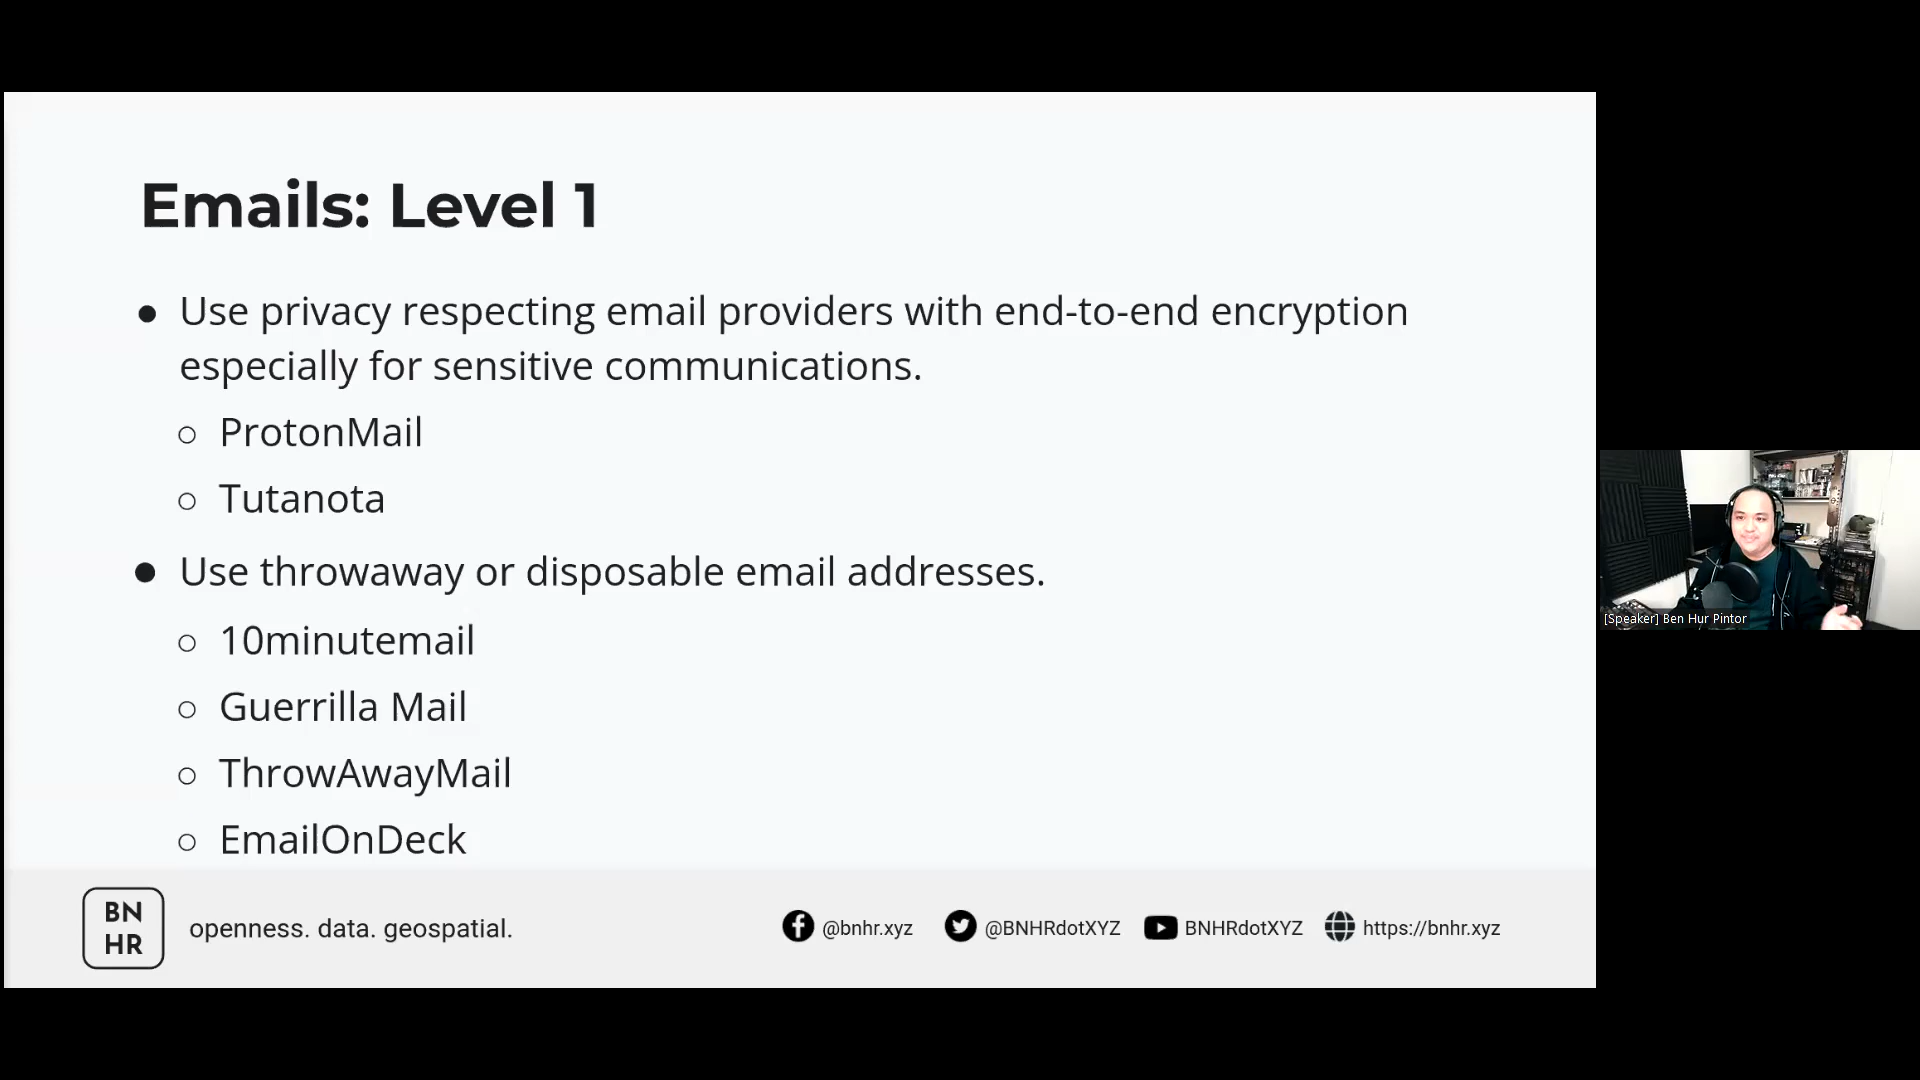 Emails: Level 1
● Use privacy respecting email providers with end-to-end encryption
especially for sensitive communications.
○ ProtonMail
○ Tutanota
● Use throwaway or disposable email addresses.
○ 10minutemail
○ Guerrilla Mail
○ ThrowAwayMail
○ EmailOnDeck
BN
HR
openness. data. geospatial.
@bnhr.xyz
@BNHRdotXYZ
BNHRdotXYZ
https://bnhr.xyz
[Speaker] Ben Hur Pintor